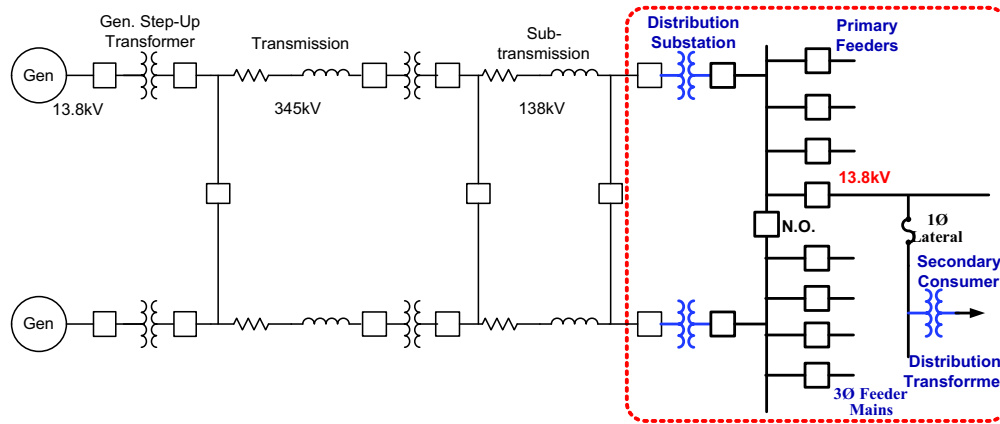 Gen. Step-Up
Transformer
Transmission
Sub-
transmission
Distribution
Substation
Primary
Feeders
Gen
13.8kV
345kV
138kV
13.8kV
N.O.
1Ø
Lateral
Secondary
Consumer
Gen
Distribution
Transforrmer
3Ø Feeder
Mains